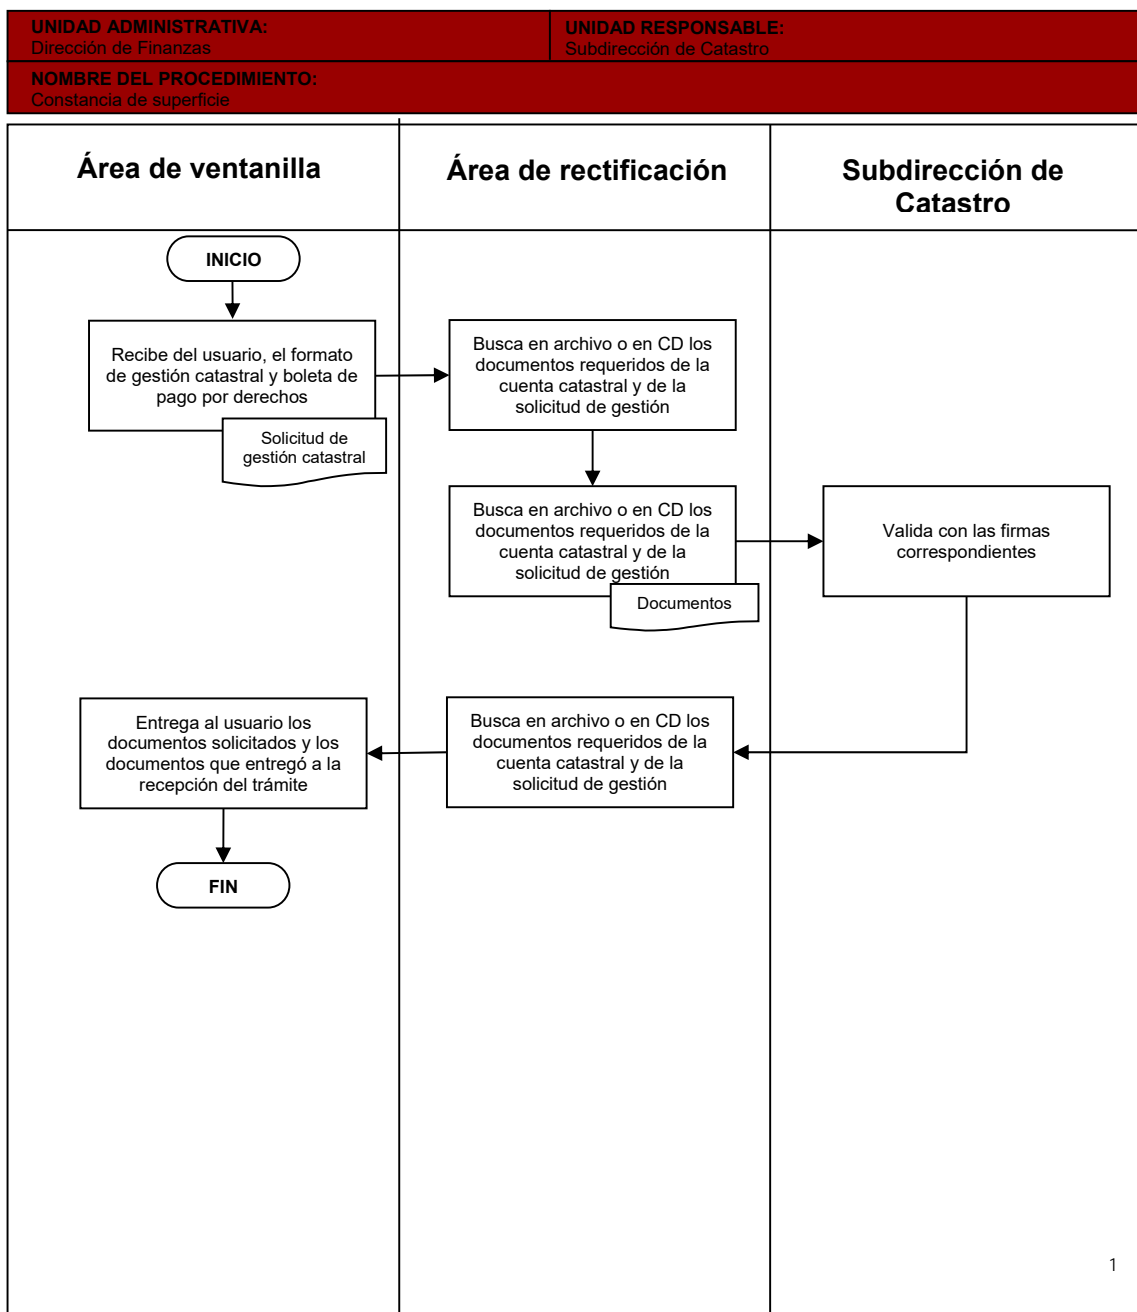 UNIDAD ADMINISTRATIVA:
Dirección de Finanzas
UNIDAD RESPONSABLE:
Subdirección de Catastro
NOMBRE DEL PROCEDIMIENTO:
Constancia de superficie
Área de ventanilla
Área de rectificación
Subdirección de
Catastro
INICIO
Recibe del usuario, el formato
de gestión catastral y boleta de
pago por derechos
Solicitud de
gestión catastral
Busca en archivo o en CD los
documentos requeridos de la
cuenta catastral y de la
solicitud de gestión
Busca en archivo o en CD los
documentos requeridos de la
cuenta catastral y de la
solicitud de gestión
Documentos
Valida con las firmas
correspondientes
Busca en archivo o en CD los
documentos requeridos de la
cuenta catastral y de la
solicitud de gestión
Entrega al usuario los
documentos solicitados y los
documentos que entregó a la
recepción del trámite
FIN
1